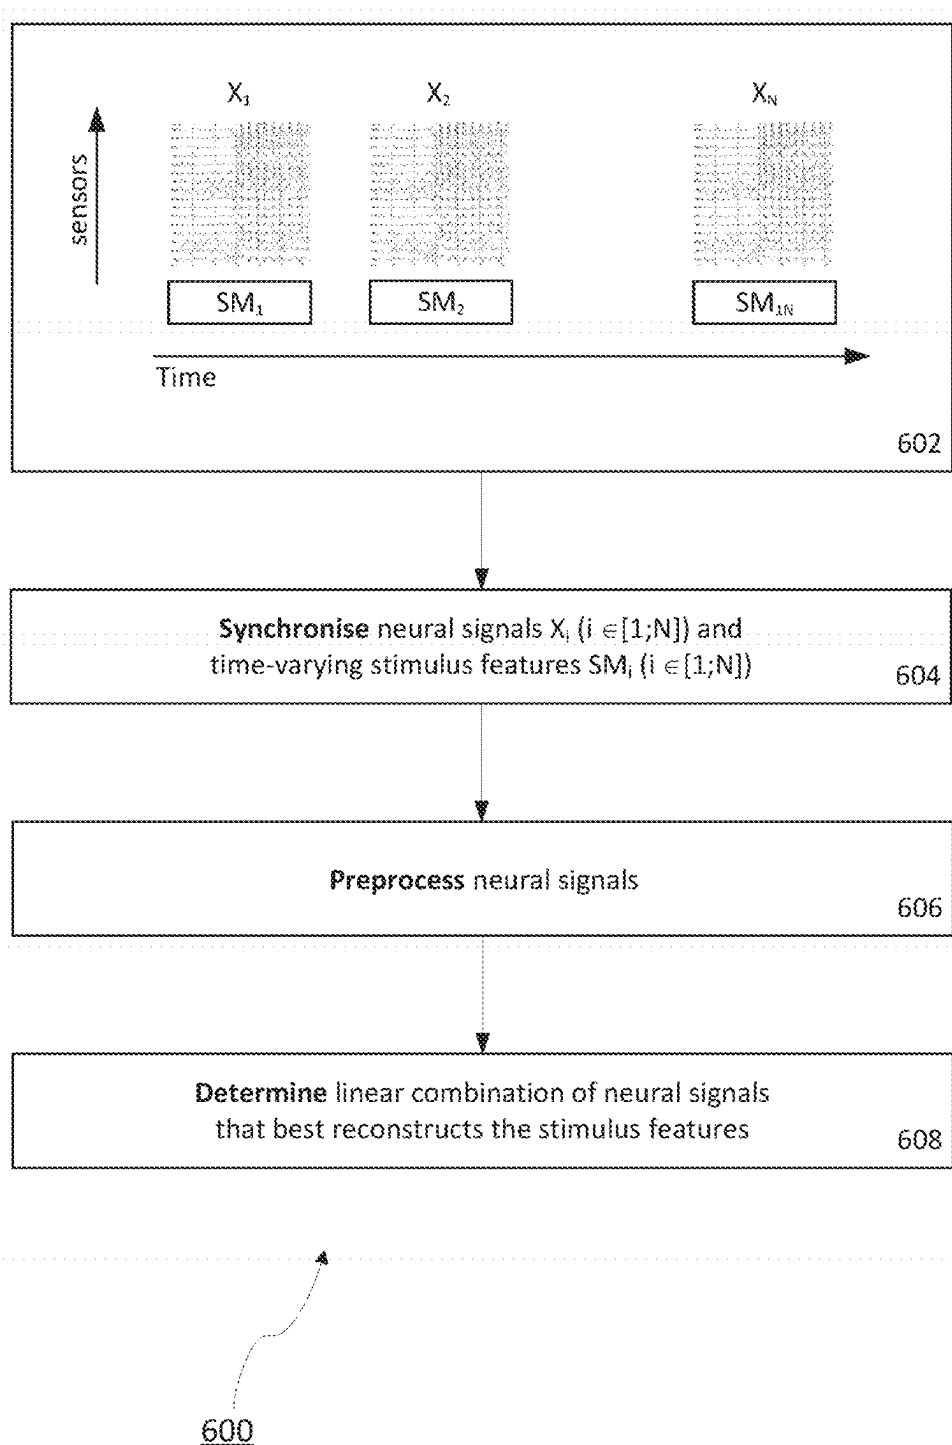 X₁ X₂ X_N
sensors
SM₁ SM₂ SM₁N
Time
602
Synchronise neural signals Xᵢ (i ∈[1;N]) and
time-varying stimulus features SMᵢ (i ∈[1;N])
604
Preprocess neural signals
606
Determine linear combination of neural signals
that best reconstructs the stimulus features
608
600